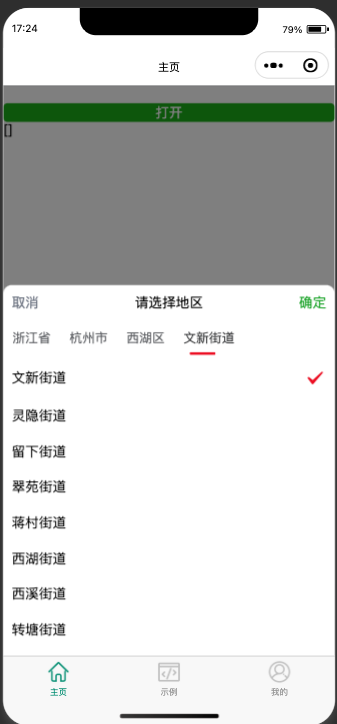 17:24 79%
主页
打开
[]
取消 请选择地区 确定
浙江省 杭州市 西湖区 文新街道
文新街道
灵隐街道
留下街道
翠苑街道
蒋村街道
西湖街道
西溪街道
转塘街道
主页 示例 我的